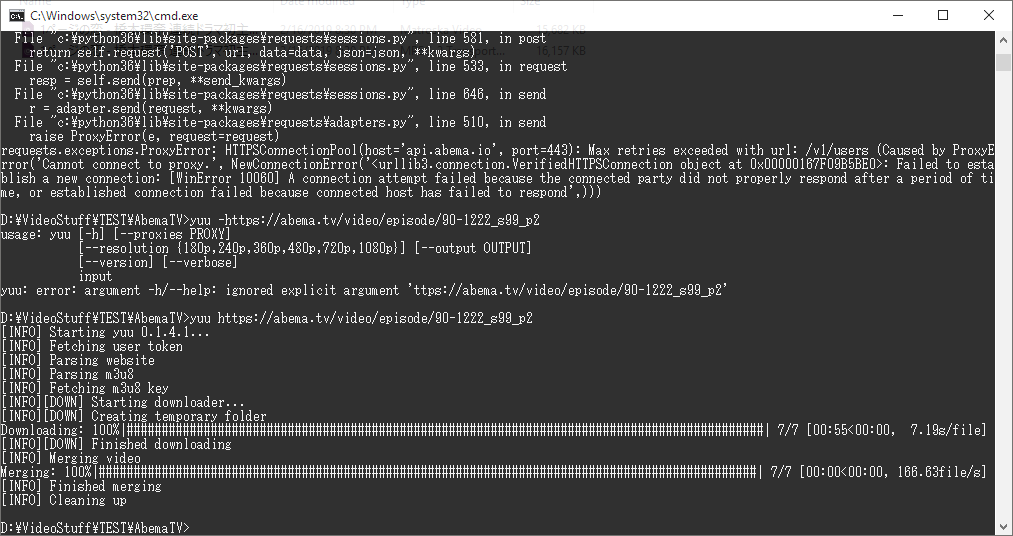 C:\Windows\system32\cmd.exe
File "c:¥python36¥lib¥site-packages¥requests¥sessions.py", line 581, in post
return self.request('POST', url, data=data, json=json, **kwargs)
File "c:¥python36¥lib¥site-packages¥requests¥sessions.py", line 533, in request
resp = self.send(prep, **send_kwargs)
File "c:¥python36¥lib¥site-packages¥requests¥sessions.py", line 646, in send
r = adapter.send(request, **kwargs)
File "c:¥python36¥lib¥site-packages¥requests¥adapters.py", line 510, in send
raise ProxyError(e, request=request)
requests.exceptions.ProxyError: HTTPSConnectionPool(host='api.abema.io', port=443): Max retries exceeded with url: /v1/users (Caused by ProxyE
rror('Cannot connect to proxy.', NewConnectionError('<urllib3.connection.VerifiedHTTPSConnection object at 0x00000167F09B5BE0>: Failed to esta
blish a new connection: [WinError 10060] A connection attempt failed because the connected party did not properly respond after a period of ti
me, or established connection failed because connected host has failed to respond',)))
D:¥VideoStuff¥TEST¥AbemaTV>yuu -https://abema.tv/video/episode/90-1222_s99_p2
usage: yuu [-h] [--proxies PROXY]
[--resolution {180p,240p,360p,480p,720p,1080p}] [--output OUTPUT]
[--version] [--verbose]
input
yuu: error: argument -h/--help: ignored explicit argument 'ttps://abema.tv/video/episode/90-1222_s99_p2'
D:¥VideoStuff¥TEST¥AbemaTV>yuu https://abema.tv/video/episode/90-1222_s99_p2
[INFO] Starting yuu 0.1.4.1...
[INFO] Fetching user token
[INFO] Parsing website
[INFO] Parsing m3u8
[INFO] Fetching m3u8 key
[INFO][DOWN] Starting downloader...
[INFO][DOWN] Creating temporary folder
Downloading: 100%|##########################################################################################| 7/7 [00:55<00:00, 7.19s/file]
[INFO][DOWN] Finished downloading
[INFO] Merging video
Merging: 100%|##############################################################################################| 7/7 [00:00<00:00, 166.63file/s]
[INFO] Finished merging
[INFO] Cleaning up
D:¥VideoStuff¥TEST¥AbemaTV>